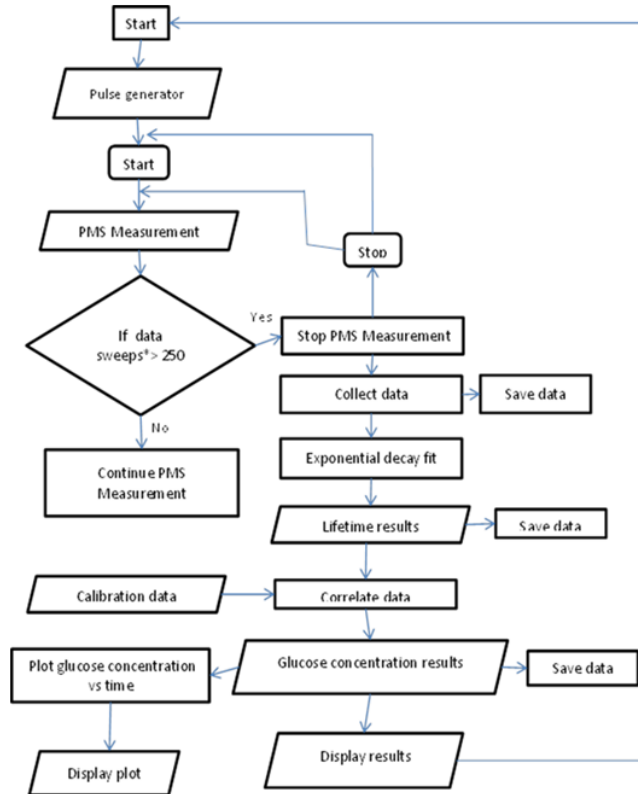 Start
Pulse generator
Start
PMS Measurement
Stop
If data
sweeps*> 250
Yes
Stop PMS Measurement
Collect data
Save data
No
Continue PMS
Measurement
Exponential decay fit
Lifetime results
Save data
Calibration data
Correlate data
Glucose concentration results
Save data
Plot glucose concentration
vs time
Display plot
Display results